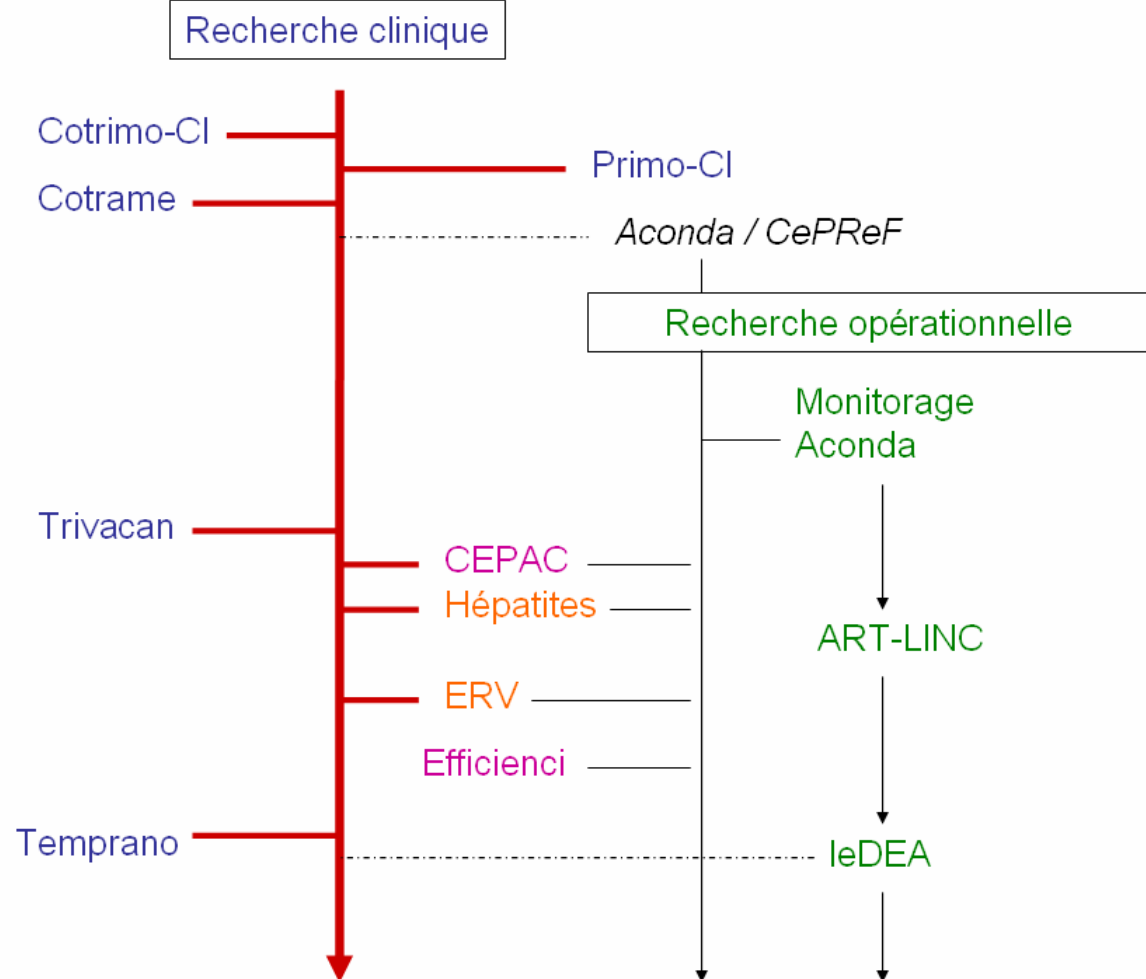 Recherche clinique
Cotrimo-CI
Primo-CI
Cotrame
Aconda / CePReF
Recherche opérationnelle
Monitorage
Aconda
Trivacan
CEPAC
Hépatites
ART-LINC
ERV
Efficienci
Temprano
IeDEA